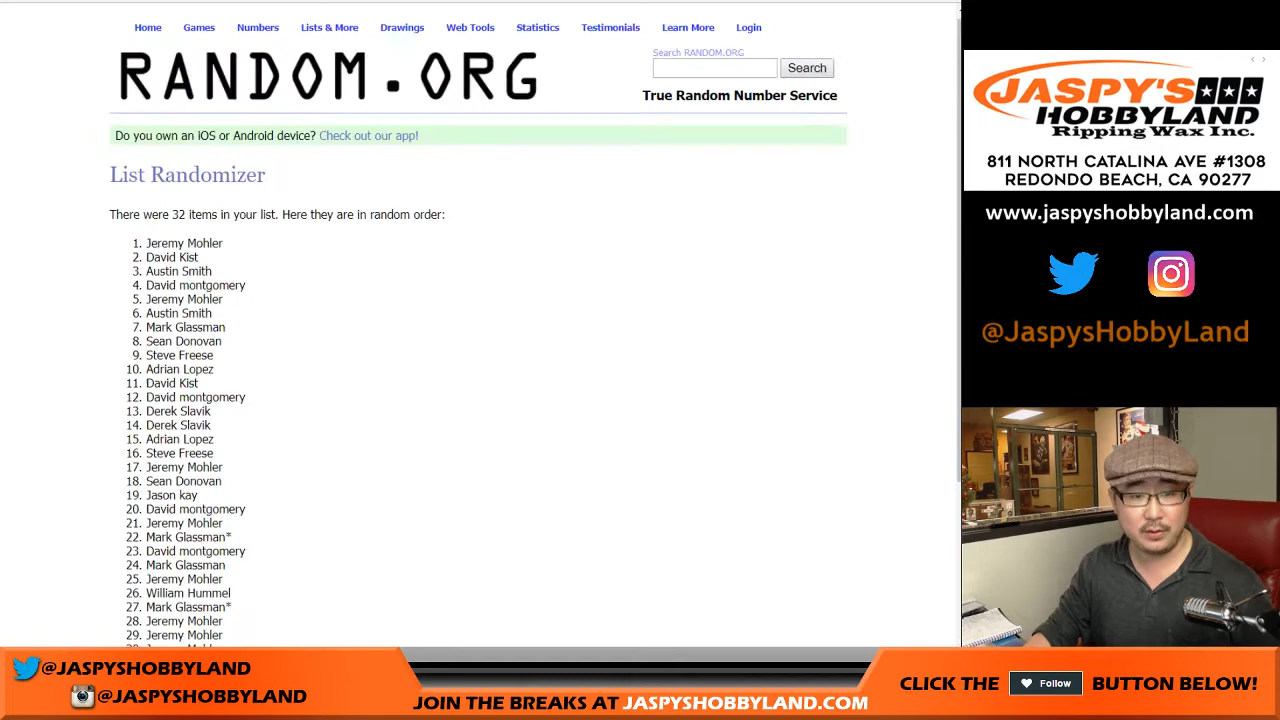 Home Games Numbers Lists & More Drawings Web Tools Statistics Testimonials Learn More Login
RANDOM.ORG
Search RANDOM.ORG
Search
True Random Number Service
Do you own an iOS or Android device? Check out our app!
List Randomizer
There were 32 items in your list. Here they are in random order:
1. Jeremy Mohler
2. David Kist
3. Austin Smith
4. David montgomery
5. Jeremy Mohler
6. Austin Smith
7. Mark Glassman
8. Sean Donovan
9. Steve Freese
10. Adrian Lopez
11. David Kist
12. David montgomery
13. Derek Slavik
14. Derek Slavik
15. Adrian Lopez
16. Steve Freese
17. Jeremy Mohler
18. Sean Donovan
19. Jason kay
20. David montgomery
21. Jeremy Mohler
22. Mark Glassman*
23. David montgomery
24. Mark Glassman
25. Jeremy Mohler
26. William Hummel
27. Mark Glassman*
28. Jeremy Mohler
29. Jeremy Mohler
JASPY'S
HOBBYLAND
Ripping Wax Inc.
811 NORTH CATALINA AVE #1308
REDONDO BEACH, CA 90277
www.jaspyshobbyland.com
@JaspysHobbyLand
@JASPYSHOBBYLAND
@JASPYSHOBBYLAND
JOIN THE BREAKS AT JASPYSHOBBYLAND.COM
CLICK THE Follow BUTTON BELOW!